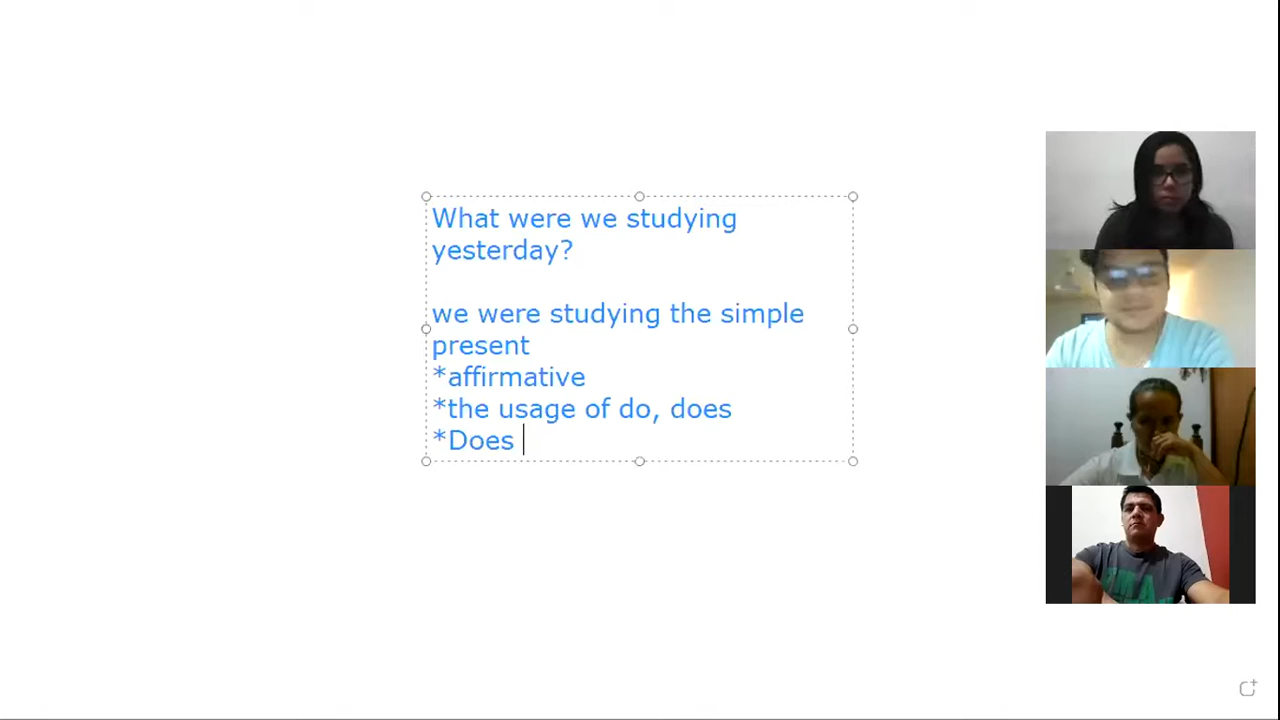 What were we studying
yesterday?
we were studying the simple
present
*affirmative
*the usage of do, does
*Does